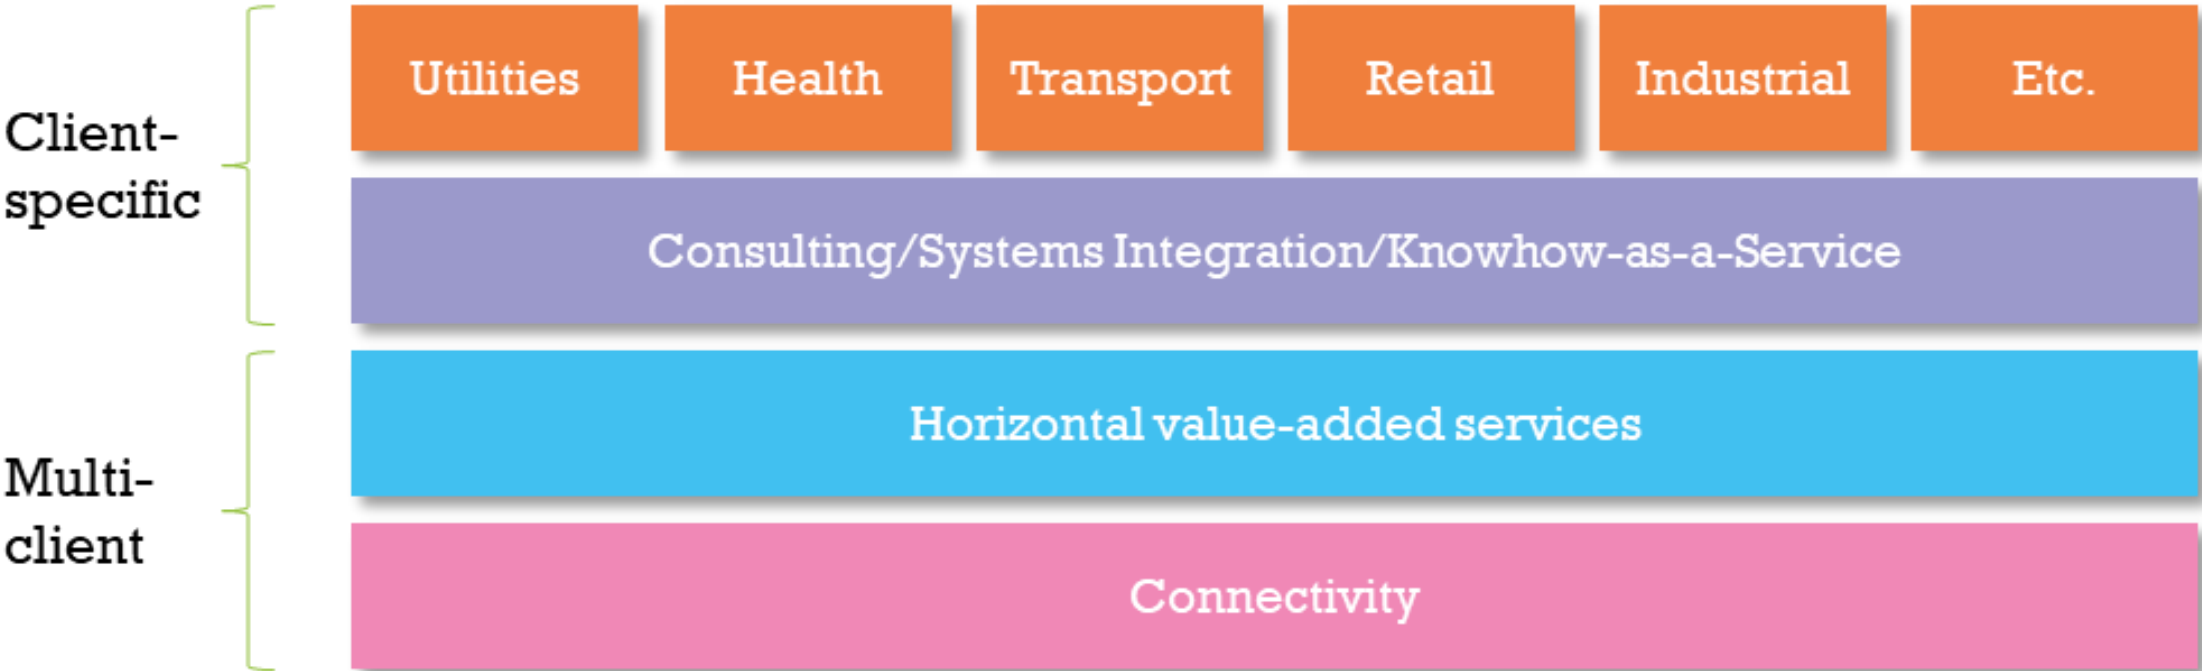 Client-
specific
Utilities
Health
Transport
Retail
Industrial
Etc.
Consulting/Systems Integration/Knowhow-as-a-Service
Multi-
client
Horizontal value-added services
Connectivity